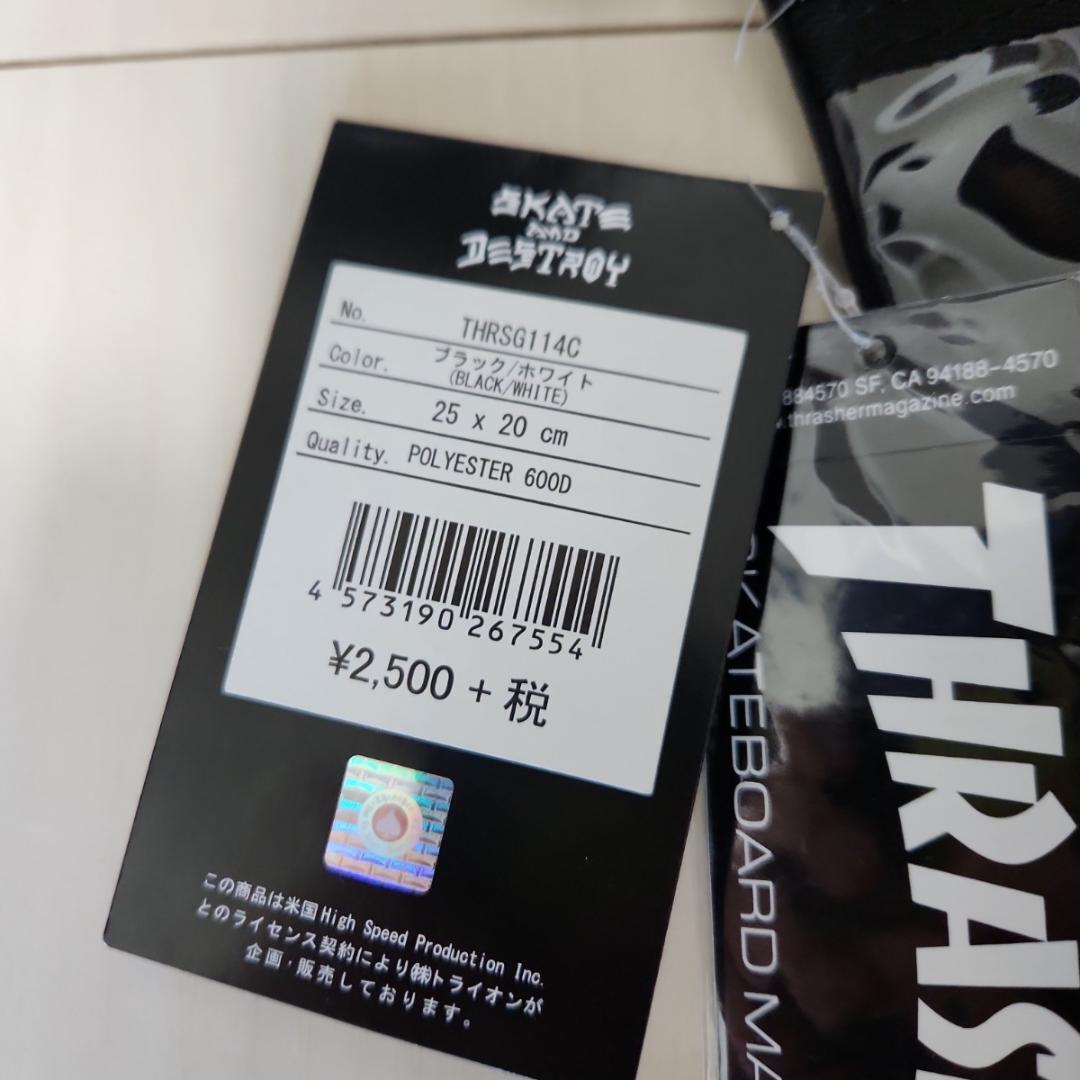 SKATE
AND
DESTROY
No. THRSG114C
Color. ブラック/ホワイト
(BLACK/WHITE)
Size. 25 x 20 cm
Quality. POLYESTER 600D
4 573190 267554
¥2,500 + 税
この商品は米国High Speed Production Inc.
とのライセンス契約により㈱トライオンが
企画・販売しております。
884570 SF. CA 94188-4570
.thrashermagazine.com
THRAS
ATEBOARD MA